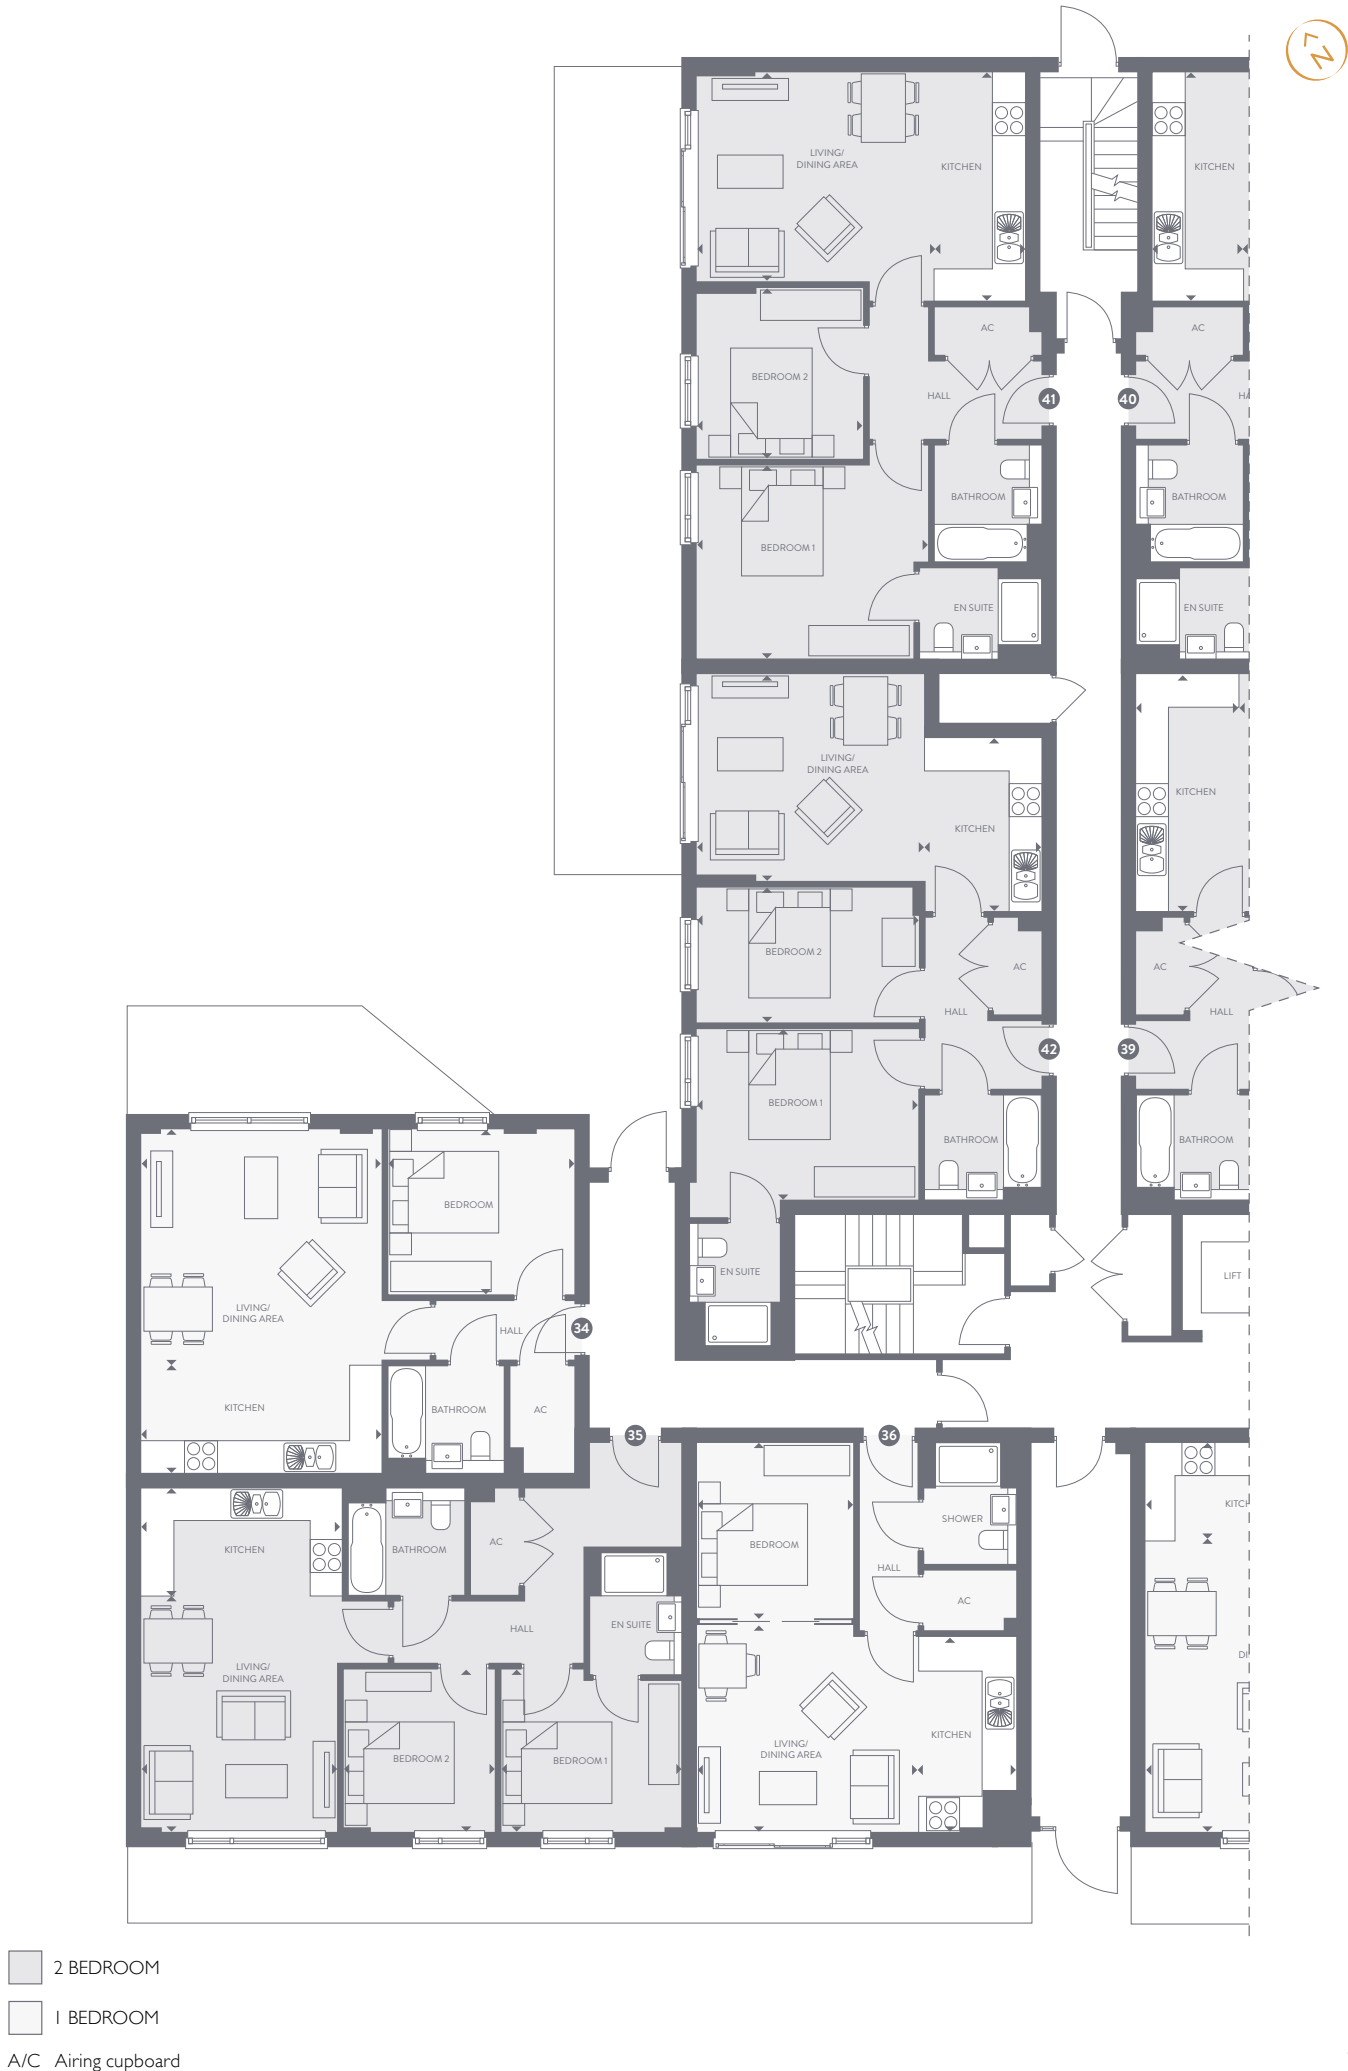 N
LIVING/
DINING AREA
KITCHEN
KITCHEN
AC
AC
BEDROOM 2
HALL
41
40
BATHROOM
BATHROOM
BEDROOM 1
EN SUITE
EN SUITE
LIVING/
DINING AREA
KITCHEN
KITCHEN
BEDROOM 2
AC
AC
HALL
HALL
42
39
BEDROOM 1
BATHROOM
BATHROOM
BEDROOM
EN SUITE
LIFT
LIVING/
DINING AREA
HALL
34
KITCHEN
BATHROOM
AC
35
36
KITCHEN
BATHROOM
AC
BEDROOM
SHOWER
HALL
AC
EN SUITE
HALL
LIVING/
DINING AREA
BEDROOM 2
BEDROOM 1
LIVING/
DINING AREA
KITCHEN
2 BEDROOM
1 BEDROOM
A/C Airing cupboard